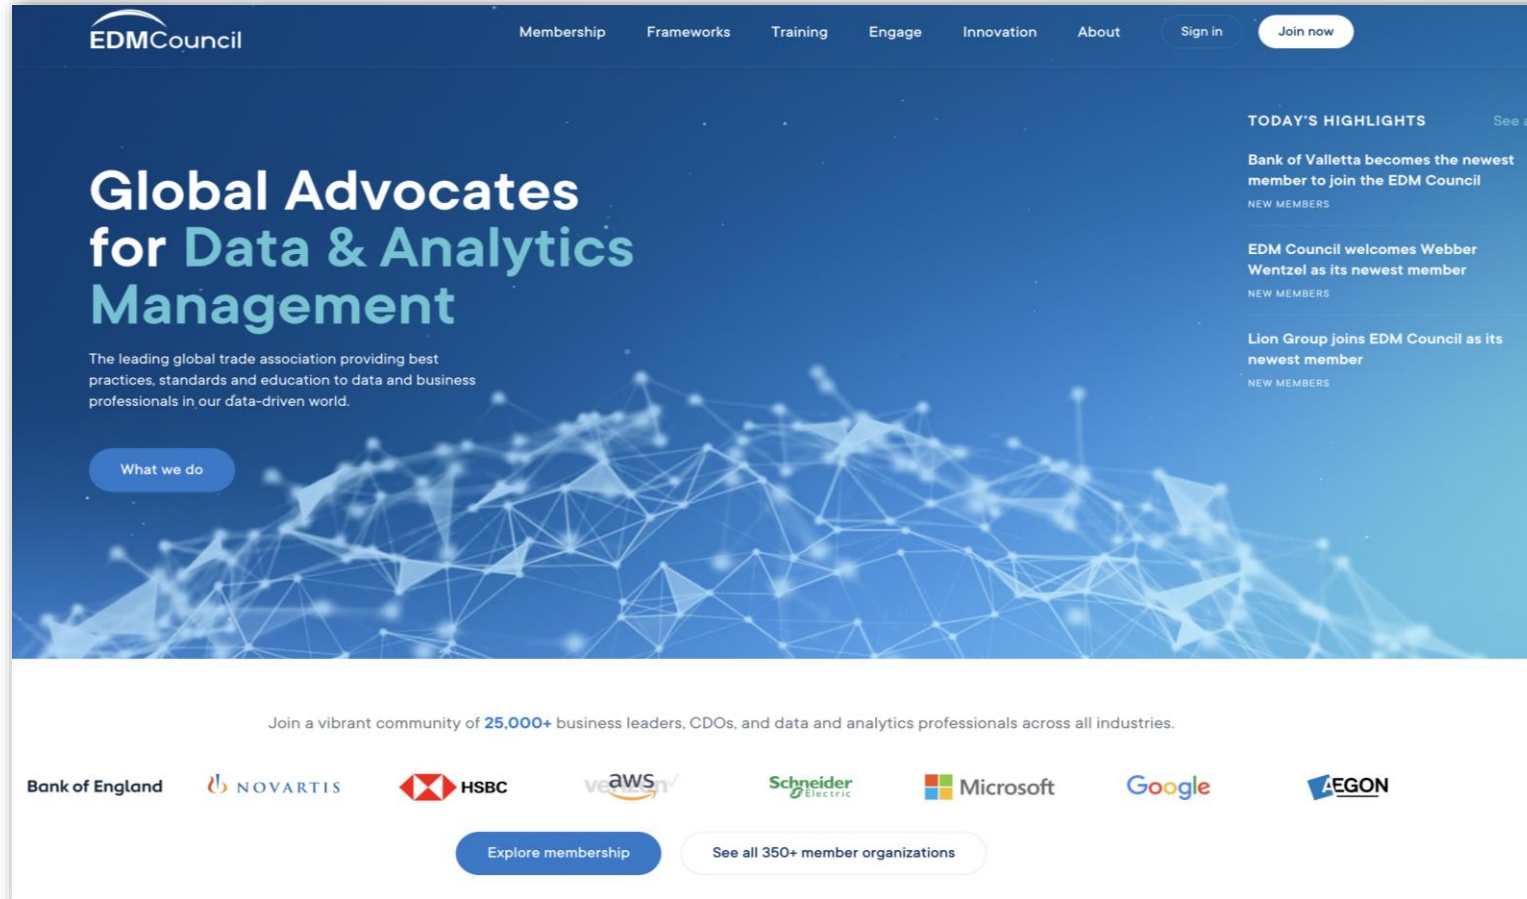 EDMCouncil
Membership Frameworks Training Engage Innovation About Sign in Join now
Global Advocates
for Data & Analytics
Management
The leading global trade association providing best
practices, standards and education to data and business
professionals in our data-driven world.
What we do
TODAY'S HIGHLIGHTS See a
Bank of Valletta becomes the newest
member to join the EDM Council
NEW MEMBERS
EDM Council welcomes Webber
Wentzel as its newest member
NEW MEMBERS
Lion Group joins EDM Council as its
newest member
NEW MEMBERS
Join a vibrant community of 25,000+ business leaders, CDOs, and data and analytics professionals across all industries.
Bank of England NOVARTIS HSBC aws Schneider Electric Microsoft Google AEGON
Explore membership See all 350+ member organizations